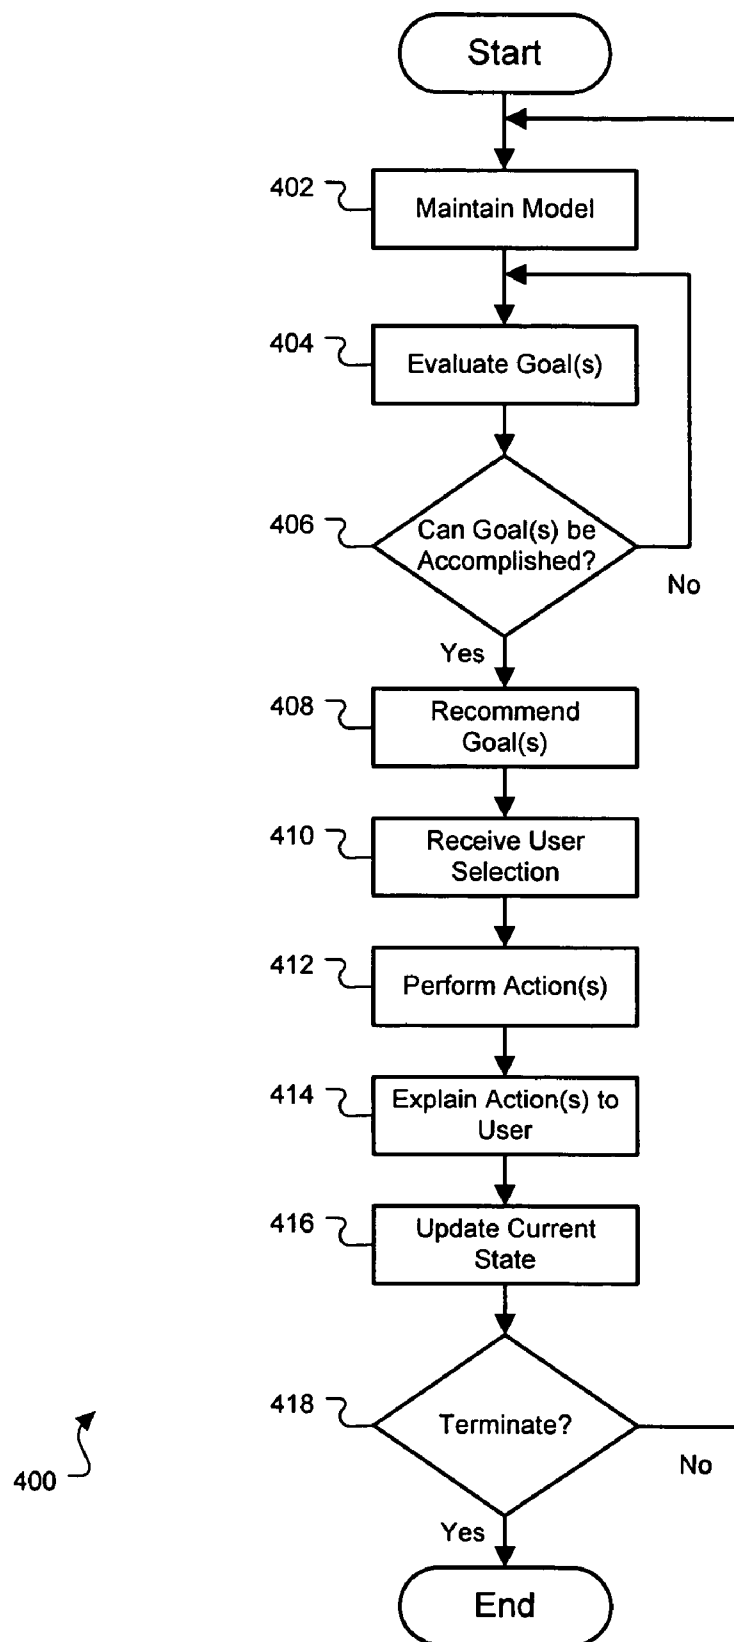 Start
402
Maintain Model
404
Evaluate Goal(s)
406
Can Goal(s) be
Accomplished?
No
Yes
408
Recommend
Goal(s)
410
Receive User
Selection
412
Perform Action(s)
414
Explain Action(s) to
User
416
Update Current
State
418
Terminate?
400
No
Yes
End